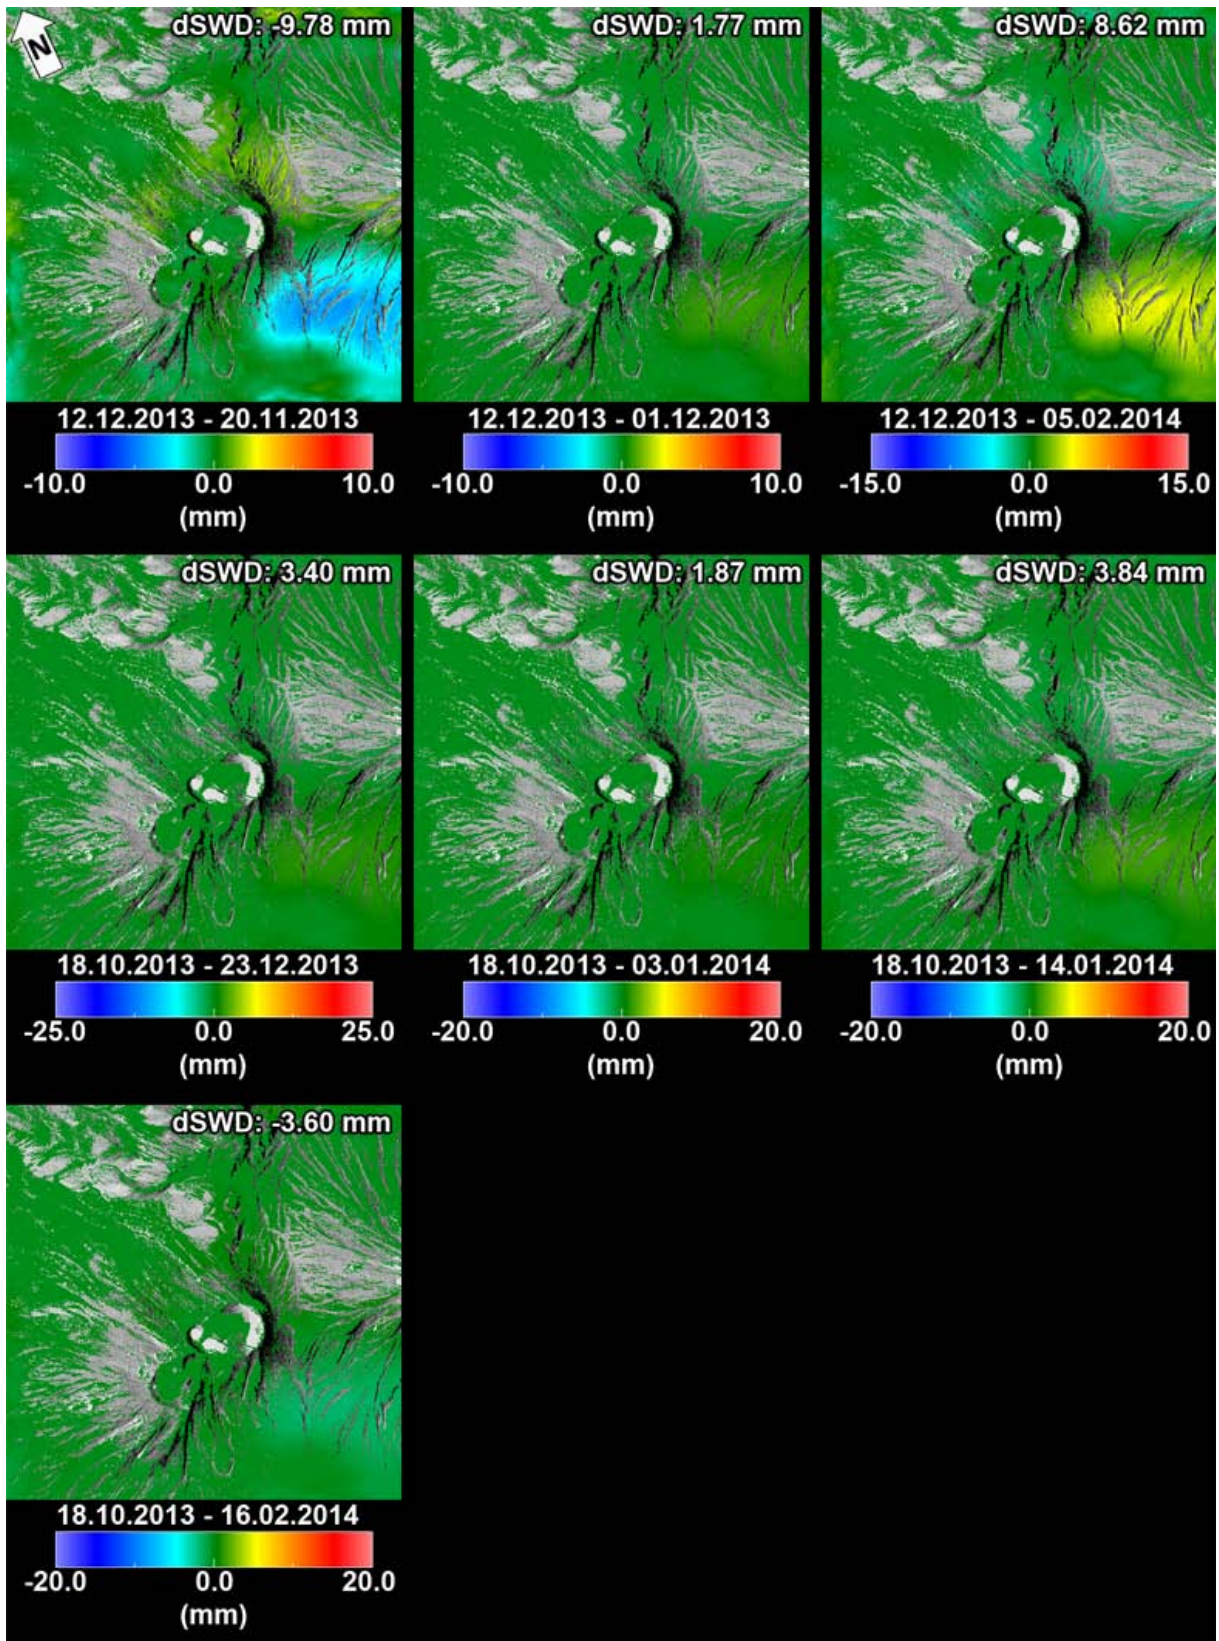 N
dSWD: -9.78 mm
dSWD: 1.77 mm
dSWD: 8.62 mm
12.12.2013 - 20.11.2013
12.12.2013 - 01.12.2013
12.12.2013 - 05.02.2014
-10.0 0.0 10.0
-10.0 0.0 10.0
-15.0 0.0 15.0
(mm)
(mm)
(mm)
dSWD: 3.40 mm
dSWD: 1.87 mm
dSWD: 3.84 mm
18.10.2013 - 23.12.2013
18.10.2013 - 03.01.2014
18.10.2013 - 14.01.2014
-25.0 0.0 25.0
-20.0 0.0 20.0
-20.0 0.0 20.0
(mm)
(mm)
(mm)
dSWD: -3.60 mm
18.10.2013 - 16.02.2014
-20.0 0.0 20.0
(mm)